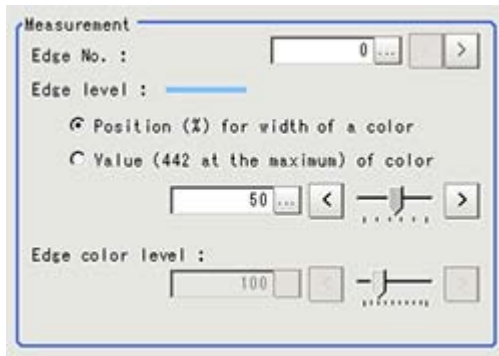 Measurement
Edge No. :
0 ... >
Edge level :
Position (%) for width of a color
Value (442 at the maximum) of color
50 ... < >
Edge color level :
100